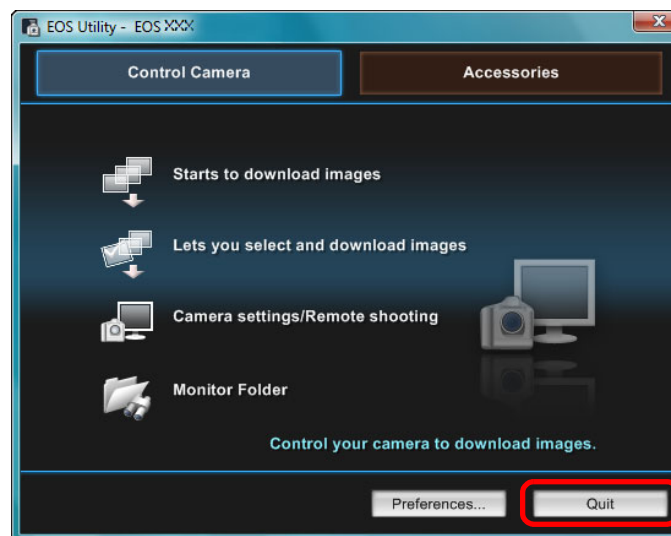 EOS Utility - EOS XXX
Control Camera
Accessories
Starts to download images
Lets you select and download images
Camera settings/Remote shooting
Monitor Folder
Control your camera to download images.
Preferences...
Quit